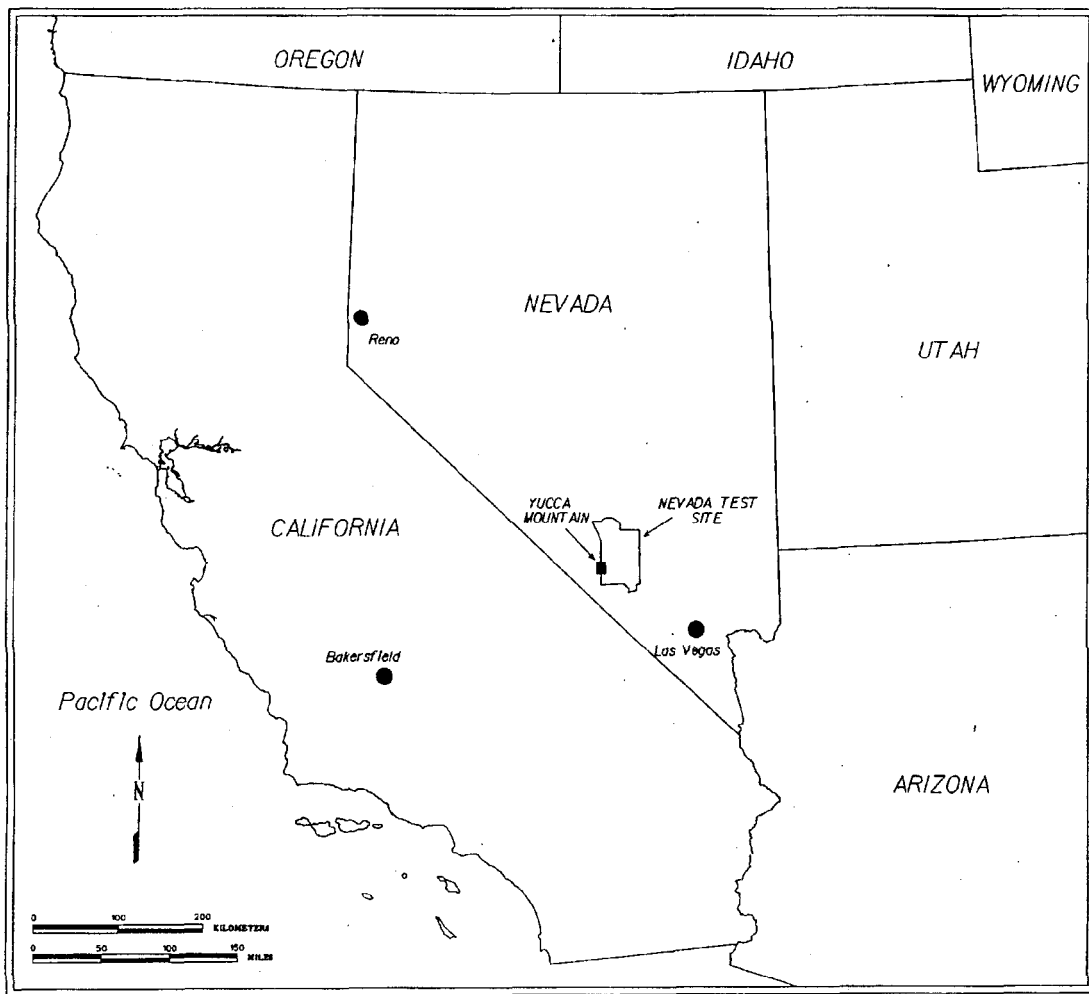 OREGON
IDAHO
WYOMING
NEVADA
Reno
UTAH
YUCCA
MOUNTAIN
NEVADA TEST
SITE
CALIFORNIA
Las Vegas
Bakersfield
Pacific Ocean
N
ARIZONA
0 100 200
KILOMETERS
0 50 100 150
MILES